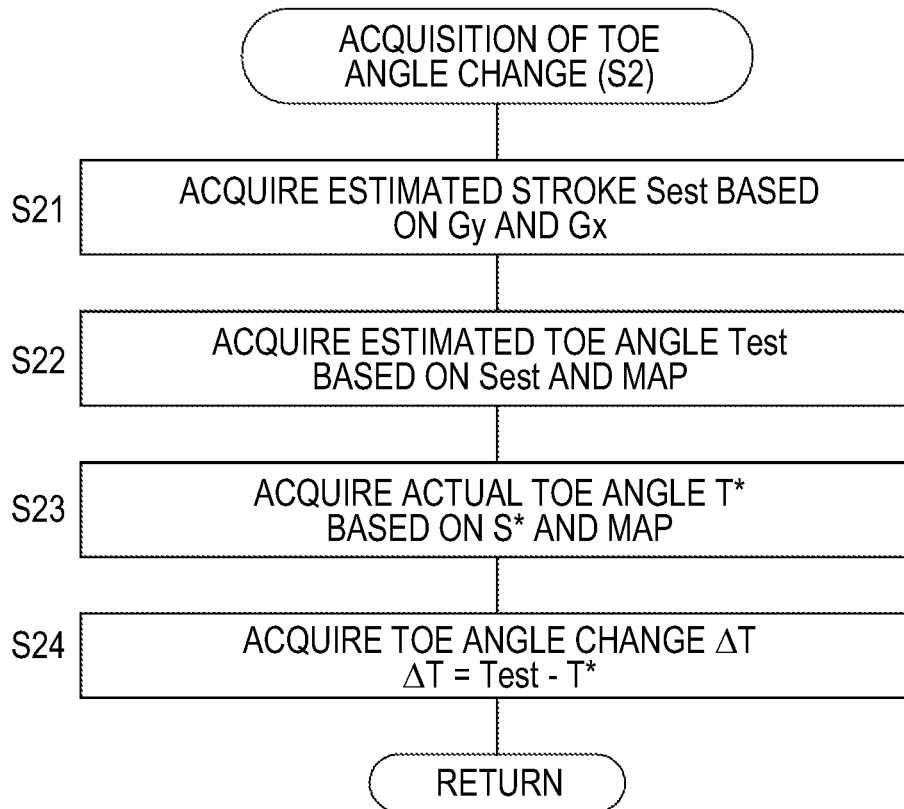 ACQUISITION OF TOE
ANGLE CHANGE (S2)
S21
ACQUIRE ESTIMATED STROKE Sest BASED
ON Gy AND Gx
S22
ACQUIRE ESTIMATED TOE ANGLE Test
BASED ON Sest AND MAP
S23
ACQUIRE ACTUAL TOE ANGLE T*
BASED ON S* AND MAP
S24
ACQUIRE TOE ANGLE CHANGE ΔT
ΔT = Test - T*
RETURN